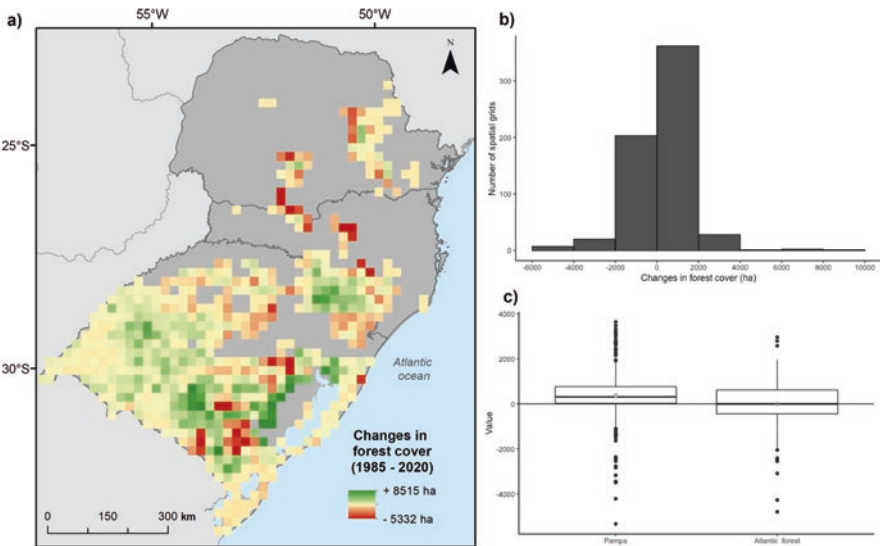 a)
55°W
50°W
N
25°S
30°S
Atlantic
ocean
Changes in
forest cover
(1985 - 2020)
+ 8515 ha
- 5332 ha
0 75 150 300 km
b)
Number of spatial grids
300
200
100
0
-6000 -4000 -2000 0 2000 4000 6000 8000 10000
Changes in forest cover (ha)
c)
Value
4000
2000
0
-2000
-4000
Pampa Atlantic forest